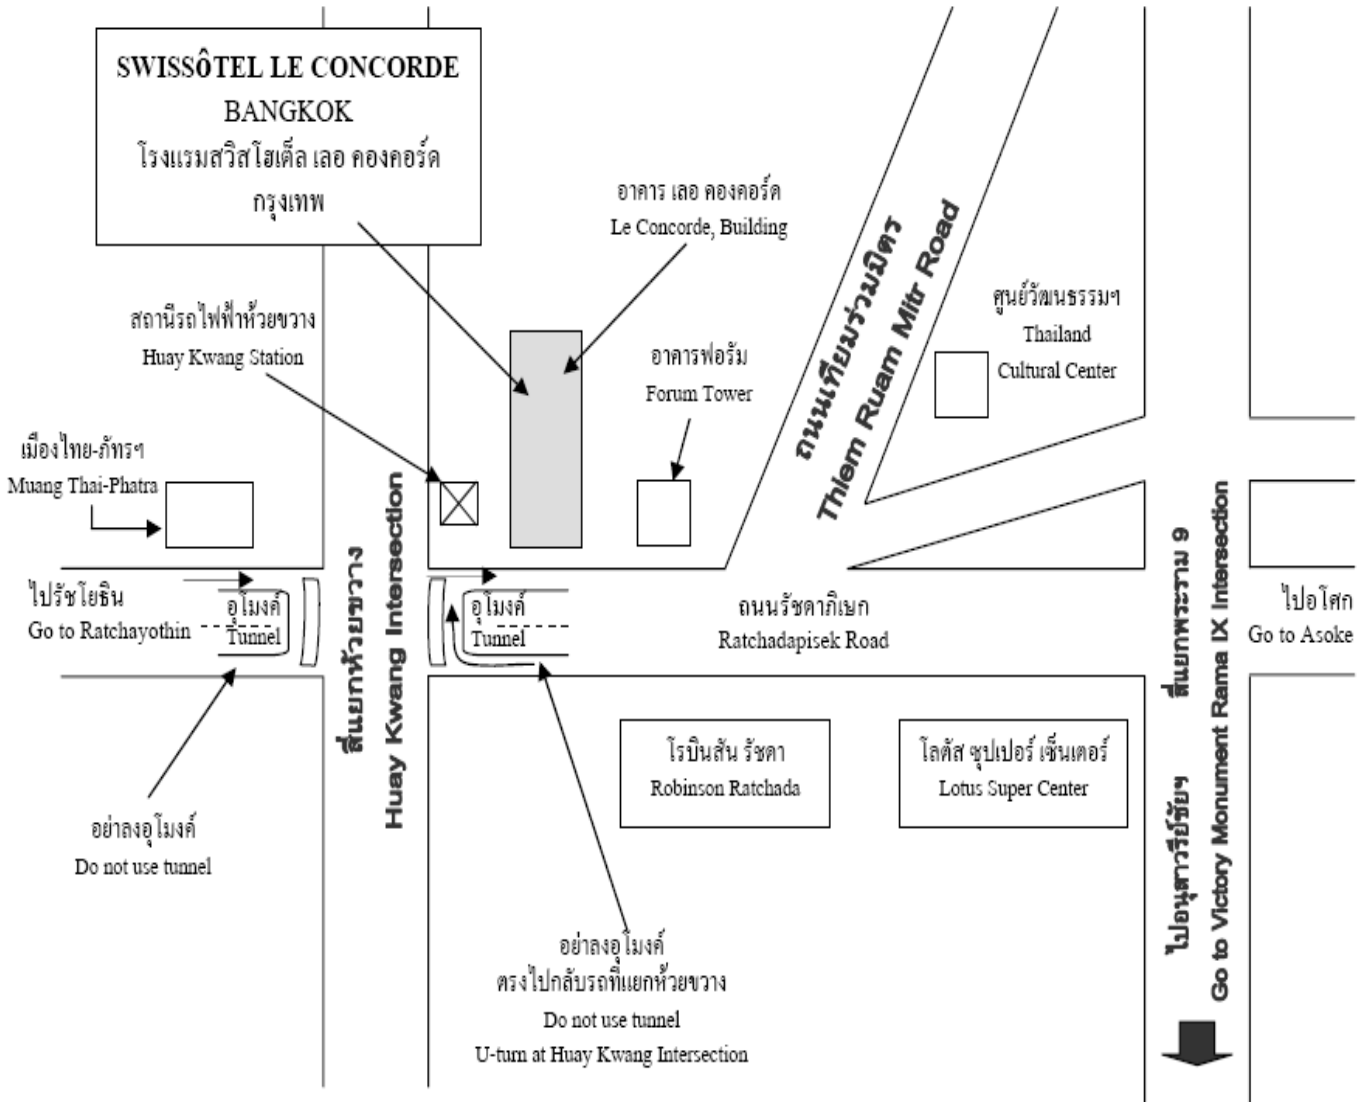 SWISSÔTEL LE CONCORDE
BANGKOK
โรงแรมสวิสโฮเต็ล เลอ คองคอร์ด
กรุงเทพ
อาคาร เลอ คองคอร์ด
Le Concorde, Building
สถานีรถไฟฟ้าห้วยขวาง
Huay Kwang Station
อาคารฟอรัม
Forum Tower
ถนนเทียมร่วมมิตร
Thiem Ruam Mitr Road
ศูนย์วัฒนธรรมฯ
Thailand
Cultural Center
เมืองไทย-ภัทรฯ
Muang Thai-Phatra
สี่แยกห้วยขวาง
Huay Kwang Intersection
ไปรัชโยธิน
Go to Ratchayothin
อุโมงค์
Tunnel
อุโมงค์
Tunnel
ถนนรัชดาภิเษก
Ratchadapisek Road
สี่แยกพระราม 9
ไปอนุสาวรีย์ชัยฯ
Go to Victory Monument Rama IX Intersection
ไปอโศก
Go to Asoke
โรบินสัน รัชดา
Robinson Ratchada
โลตัส ซุปเปอร์ เซ็นเตอร์
Lotus Super Center
อย่าลงอุโมงค์
Do not use tunnel
อย่าลงอุโมงค์
ตรงไปกลับรถที่แยกห้วยขวาง
Do not use tunnel
U-turn at Huay Kwang Intersection